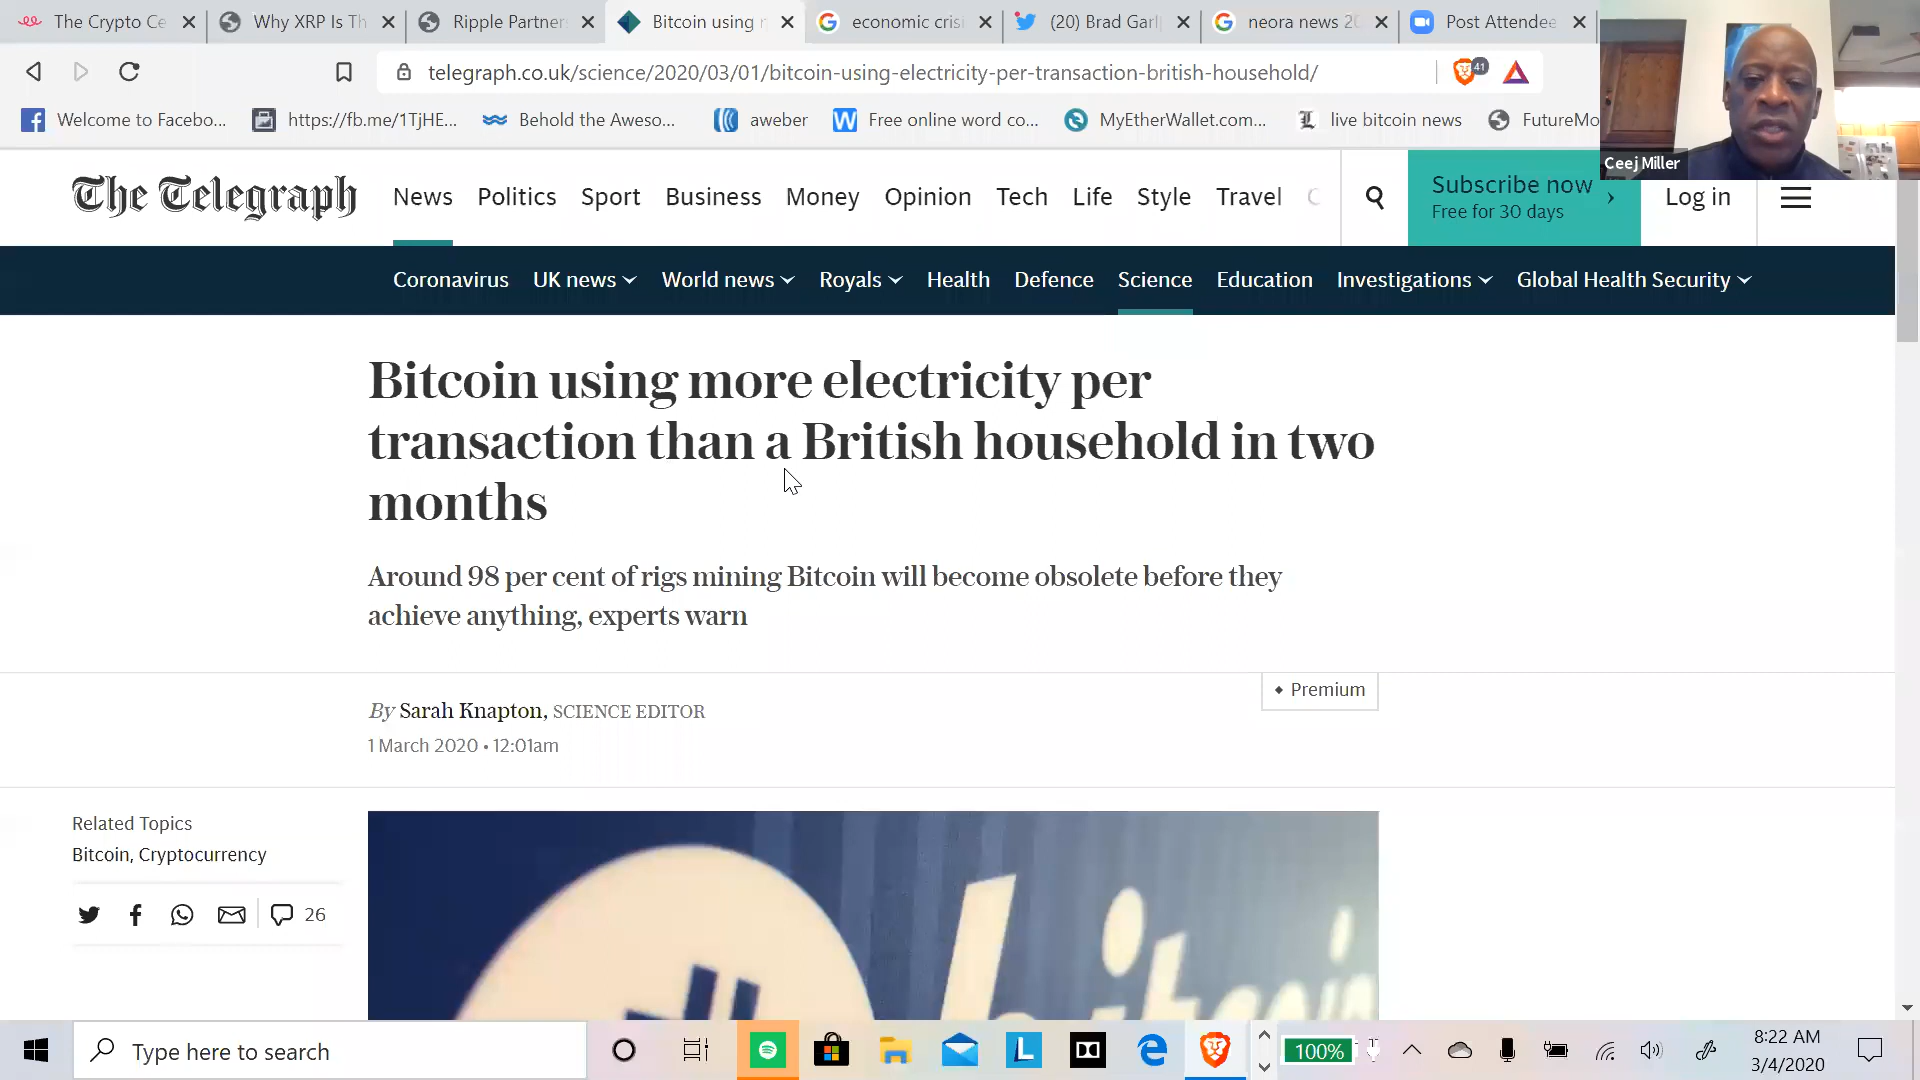 The Crypto Ce
Why XRP Is Th
Ripple Partner
Bitcoin using
economic crisi
(20) Brad Garl
neora news 20
Post Attendee
telegraph.co.uk/science/2020/03/01/bitcoin-using-electricity-per-transaction-british-household/
41
Welcome to Facebo...
https://fb.me/1TjHE...
Behold the Aweso...
aweber
Free online word co...
MyEtherWallet.com...
live bitcoin news
FutureMo
Ceej Miller
The Telegraph
News
Politics
Sport
Business
Money
Opinion
Tech
Life
Style
Travel
Subscribe now
Free for 30 days
Log in
Coronavirus
UK news
World news
Royals
Health
Defence
Science
Education
Investigations
Global Health Security
Bitcoin using more electricity per
transaction than a British household in two
months
Around 98 per cent of rigs mining Bitcoin will become obsolete before they
achieve anything, experts warn
By Sarah Knapton, SCIENCE EDITOR
1 March 2020 • 12:01am
Premium
Related Topics
Bitcoin, Cryptocurrency
26
bitcoin
Type here to search
100%
8:22 AM
3/4/2020